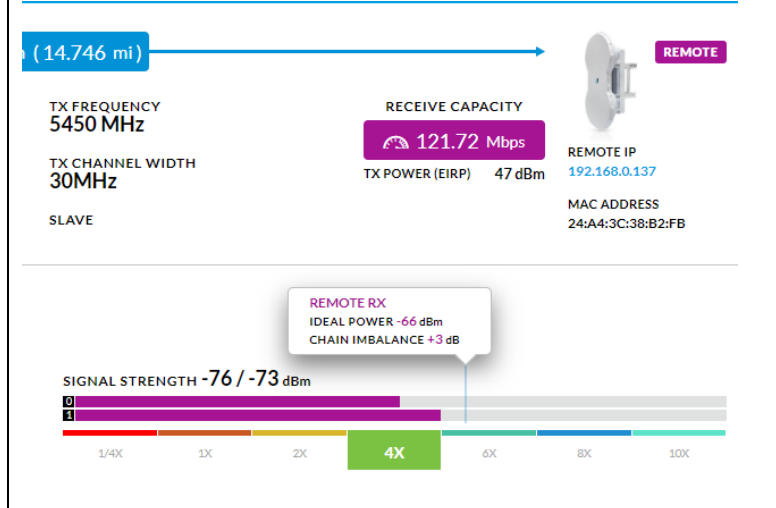 (14.746 mi)
REMOTE
TX FREQUENCY
5450 MHz
RECEIVE CAPACITY
121.72 Mbps
TX CHANNEL WIDTH
30MHz
TX POWER (EIRP) 47 dBm
REMOTE IP
192.168.0.137
SLAVE
MAC ADDRESS
24:A4:3C:38:B2:FB
REMOTE RX
IDEAL POWER -66 dBm
CHAIN IMBALANCE +3 dB
SIGNAL STRENGTH -76 / -73 dBm
0
1
1/4X 1X 2X 4X 6X 8X 10X